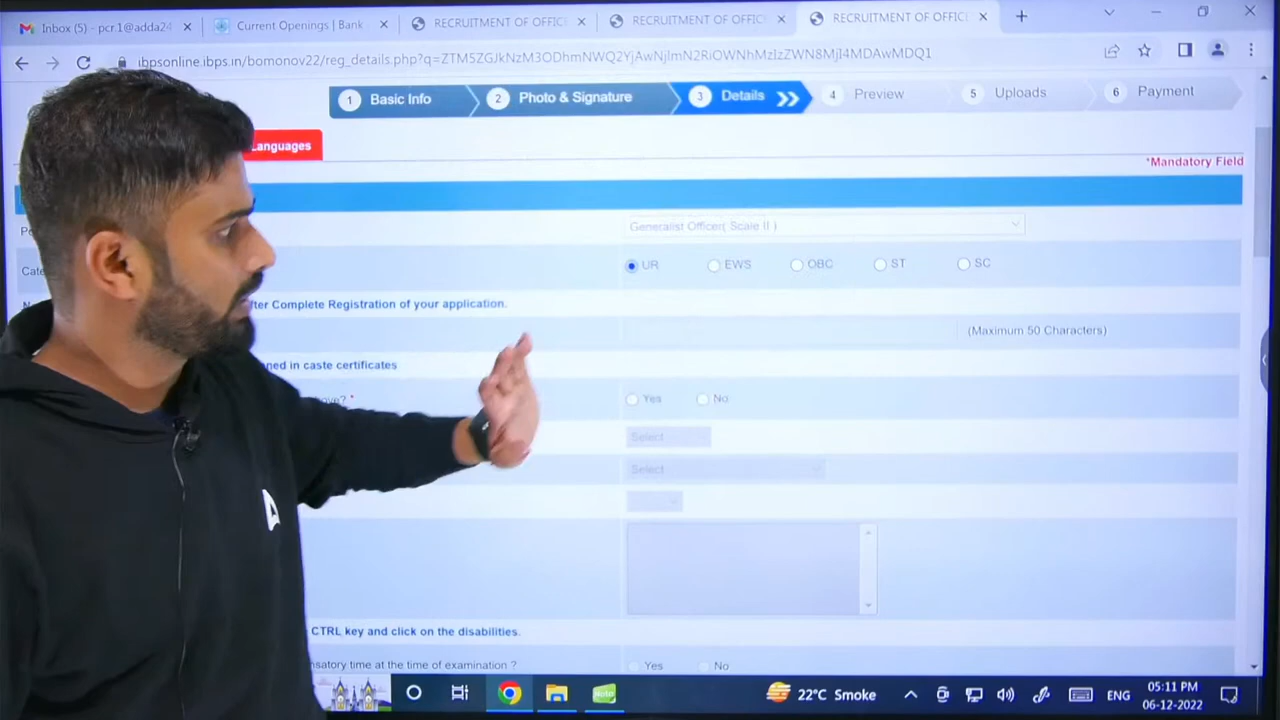 Inbox (5) - pcr.1@adda24
Current Openings | Bank
RECRUITMENT OF OFFIC
RECRUITMENT OF OFFIC
RECRUITMENT OF OFFIC
ibpsonline.ibps.in/bomonov22/reg_details.php?q=
1 Basic Info
2 Photo & Signature
3 Details
4 Preview
5 Uploads
6 Payment
Languages
*Mandatory Field
Generalist Officer( Scale II )
Cate
UR EWS OBC ST SC
fter Complete Registration of your application.
(Maximum 50 Characters)
ned in caste certificates
bove? *
Yes No
Select
Select
CTRL key and click on the disabilities.
nsatory time at the time of examination ?
Yes No
22°C Smoke
ENG
05:11 PM
06-12-2022